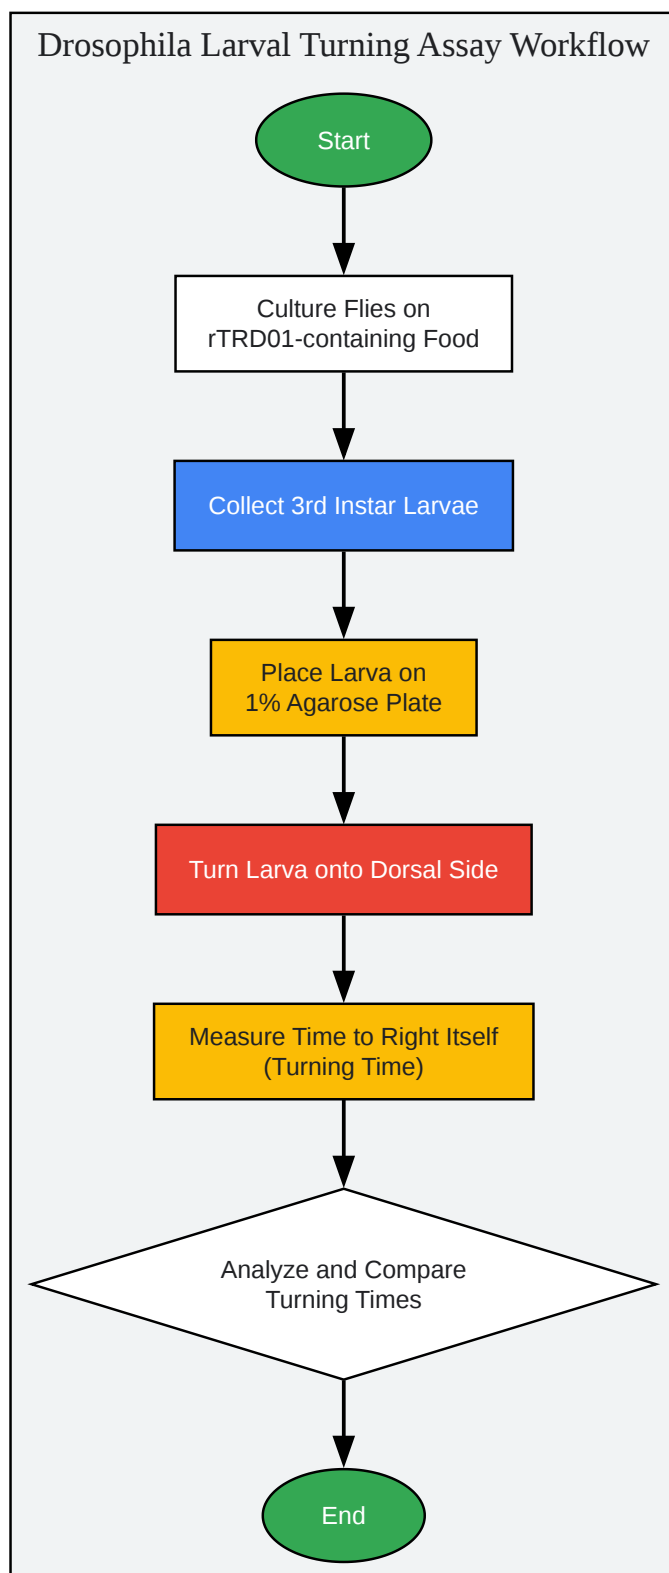 Drosophila Larval Turning Assay Workflow
Start
Culture Flies on
rTRD01-containing Food
Collect 3rd Instar Larvae
Place Larva on
1% Agarose Plate
Turn Larva onto Dorsal Side
Measure Time to Right Itself
(Turning Time)
Analyze and Compare
Turning Times
End